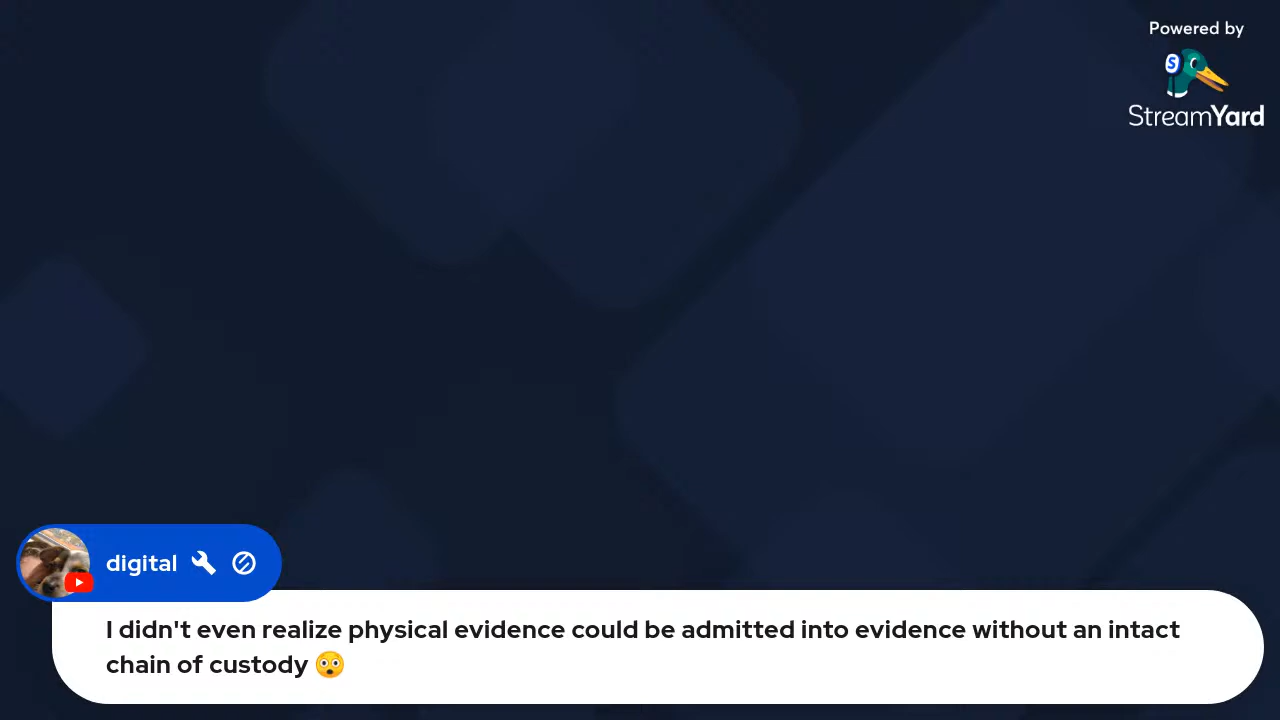 Powered by
S
StreamYard
digital
I didn't even realize physical evidence could be admitted into evidence without an intact
chain of custody 😳